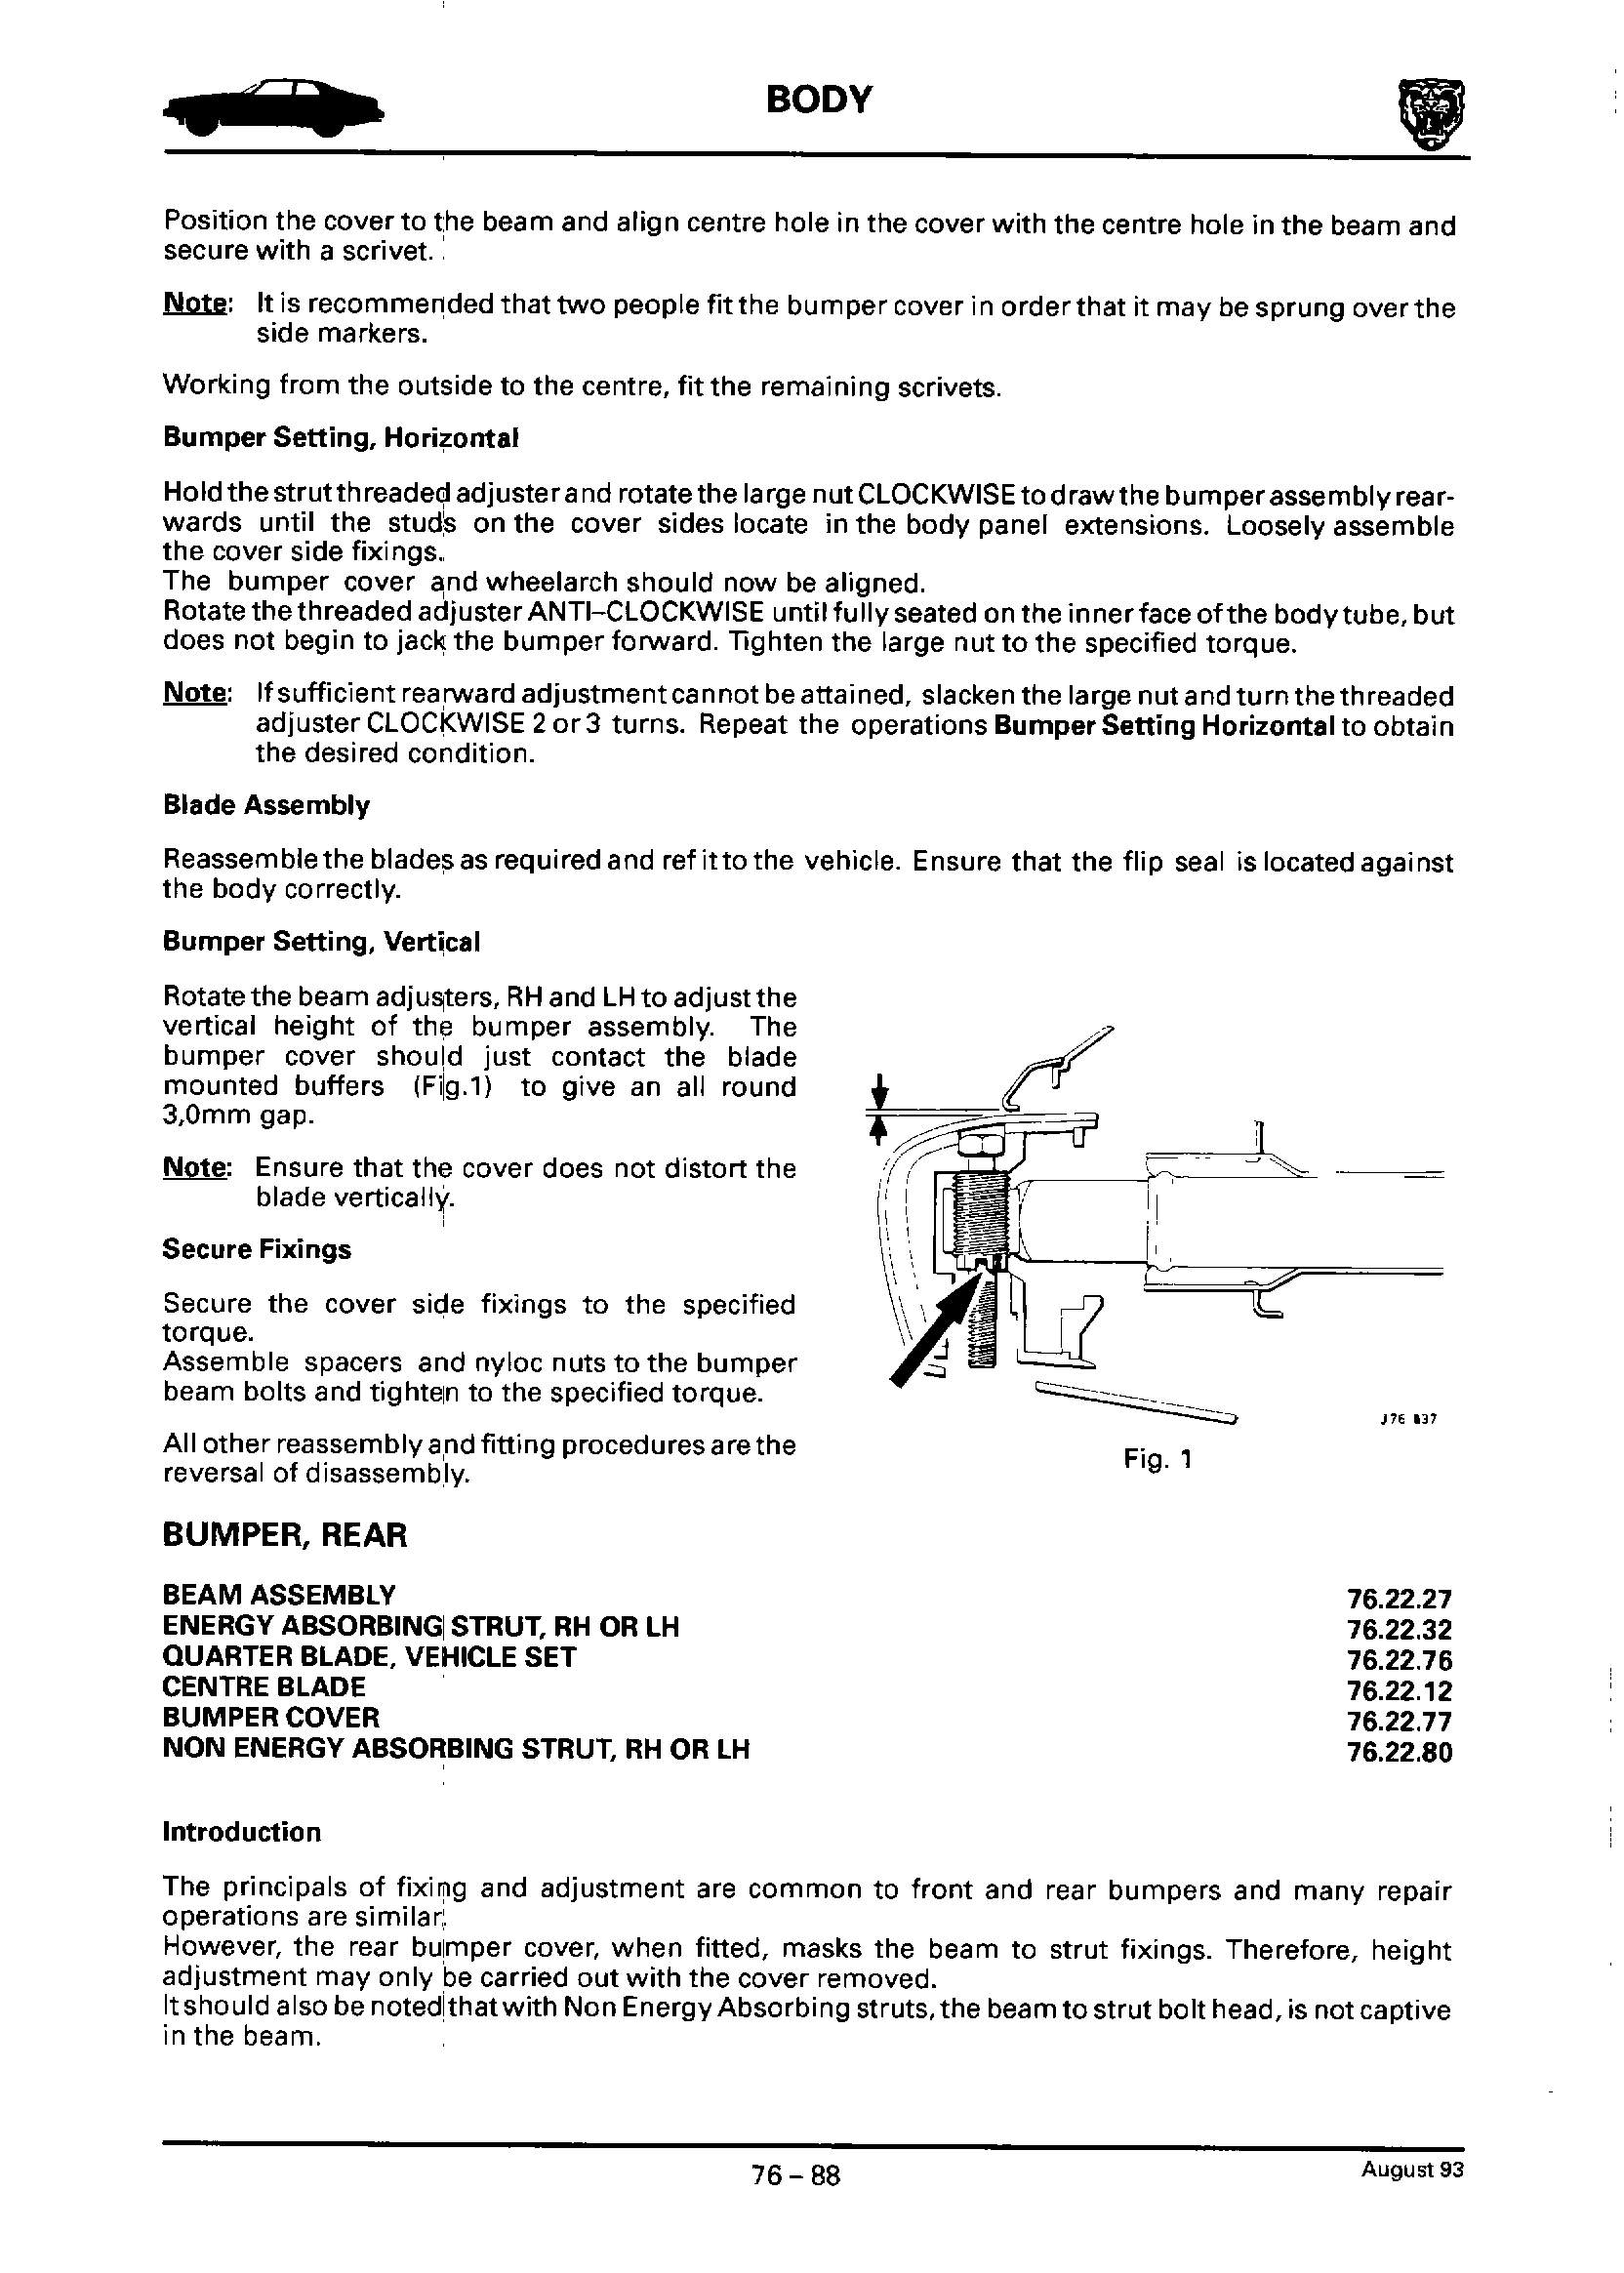 BODY
Position the cover to the beam and align centre hole in the cover with the centre hole in the beam and
secure with a scrivet.
Note: It is recommended that two people fit the bumper cover in order that it may be sprung over the
side markers.
Working from the outside to the centre, fit the remaining scrivets.
Bumper Setting, Horizontal
Hold the strut threaded adjuster and rotate the large nut CLOCKWISE to draw the bumper assembly rear-
wards until the studs on the cover sides locate in the body panel extensions. Loosely assemble
the cover side fixings.
The bumper cover and wheelarch should now be aligned.
Rotate the threaded adjuster ANTI-CLOCKWISE until fully seated on the inner face of the body tube, but
does not begin to jack the bumper forward. Tighten the large nut to the specified torque.
Note: If sufficient rearward adjustment cannot be attained, slacken the large nut and turn the threaded
adjuster CLOCKWISE 2 or 3 turns. Repeat the operations Bumper Setting Horizontal to obtain
the desired condition.
Blade Assembly
Reassemble the blades as required and refit to the vehicle. Ensure that the flip seal is located against
the body correctly.
Bumper Setting, Vertical
Rotate the beam adjusters, RH and LH to adjust the
vertical height of the bumper assembly. The
bumper cover should just contact the blade
mounted buffers (Fig.1) to give an all round
3,0mm gap.
Note: Ensure that the cover does not distort the
blade vertically.
Secure Fixings
Secure the cover side fixings to the specified
torque.
Assemble spacers and nyloc nuts to the bumper
beam bolts and tighten to the specified torque.
All other reassembly and fitting procedures are the
reversal of disassembly.
J76 837
Fig. 1
BUMPER, REAR
BEAM ASSEMBLY 76.22.27
ENERGY ABSORBING STRUT, RH OR LH 76.22.32
QUARTER BLADE, VEHICLE SET 76.22.76
CENTRE BLADE 76.22.12
BUMPER COVER 76.22.77
NON ENERGY ABSORBING STRUT, RH OR LH 76.22.80
Introduction
The principals of fixing and adjustment are common to front and rear bumpers and many repair
operations are similar.
However, the rear bumper cover, when fitted, masks the beam to strut fixings. Therefore, height
adjustment may only be carried out with the cover removed.
It should also be noted that with Non Energy Absorbing struts, the beam to strut bolt head, is not captive
in the beam.
76 - 88
August 93